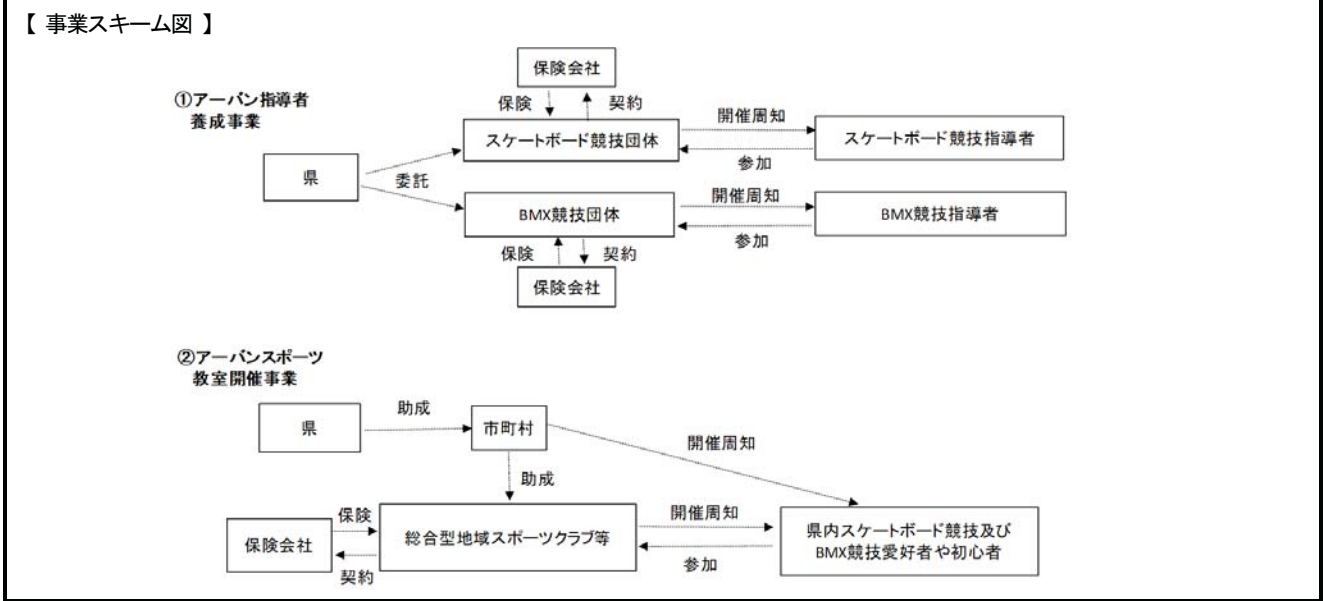 【 事業スキーム図 】
保険会社
①アーバン指導者
養成事業
保険
契約
開催周知
スケートボード競技団体
スケートボード競技指導者
参加
県
委託
開催周知
BMX競技団体
BMX競技指導者
参加
保険
契約
保険会社
②アーバンスポーツ
教室開催事業
助成
県
市町村
開催周知
助成
保険
開催周知
保険会社
総合型地域スポーツクラブ等
県内スケートボード競技及び
BMX競技愛好者や初心者
参加
契約